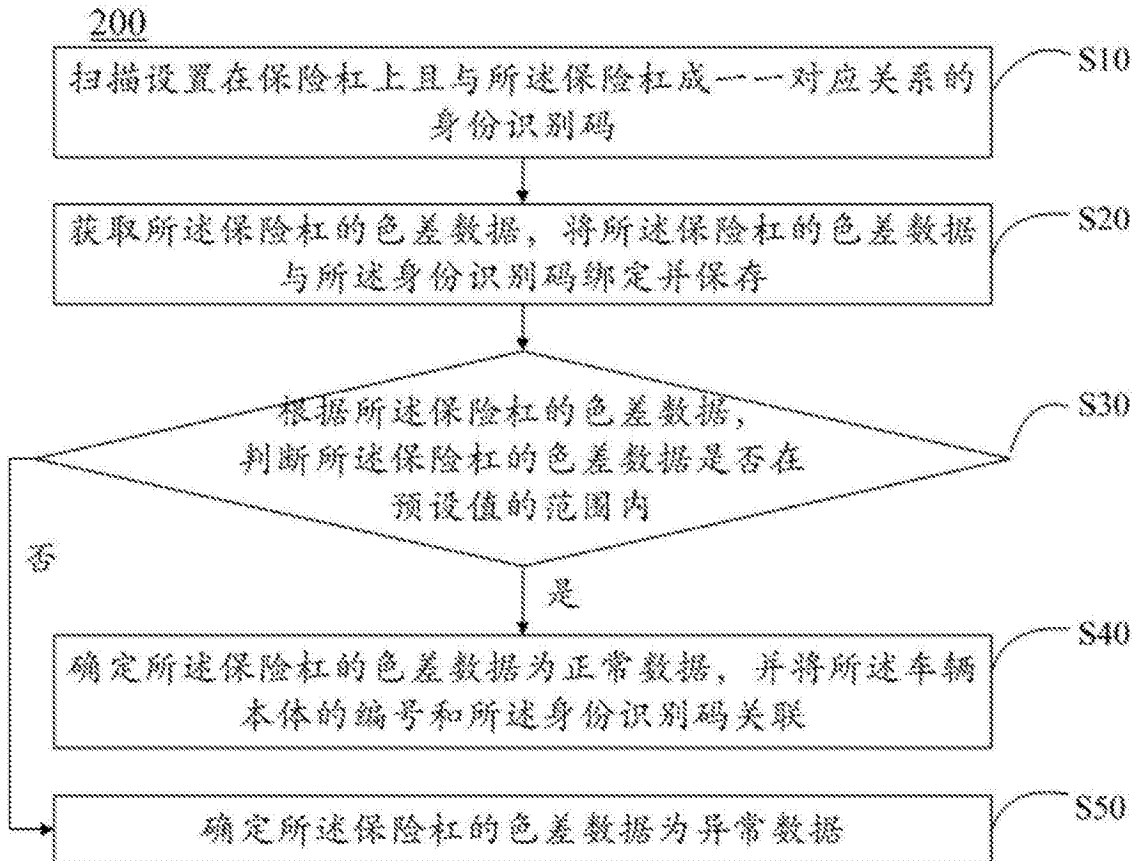 200
扫描设置在保险杠上且与所述保险杠成一一对应关系的
身份识别码
S10
获取所述保险杠的色差数据，将所述保险杠的色差数据
与所述身份识别码绑定并保存
S20
根据所述保险杠的色差数据，
判断所述保险杠的色差数据是否在
预设值的范围内
S30
否
是
确定所述保险杠的色差数据为正常数据，并将所述车辆
本体的编号和所述身份识别码关联
S40
确定所述保险杠的色差数据为异常数据
S50